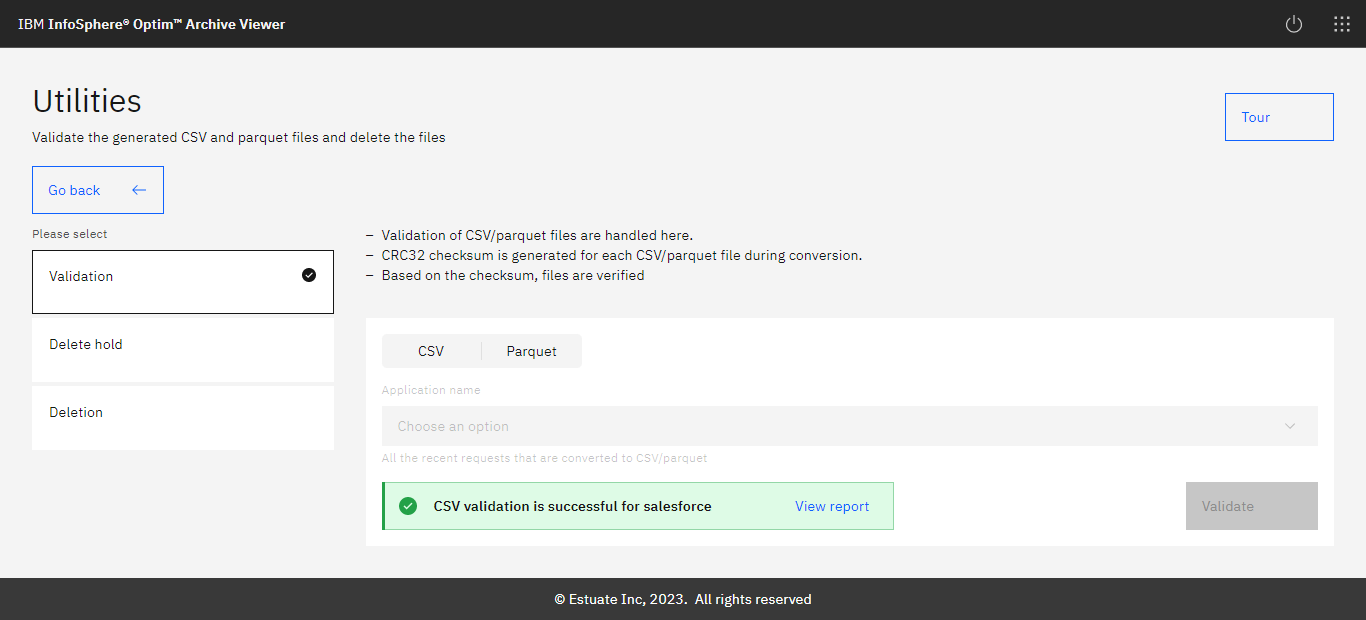 IBM InfoSphere® Optim™ Archive Viewer
Utilities
Validate the generated CSV and parquet files and delete the files
Tour
Go back
Please select
Validation
Delete hold
Deletion
– Validation of CSV/parquet files are handled here.
– CRC32 checksum is generated for each CSV/parquet file during conversion.
– Based on the checksum, files are verified
CSV Parquet
Application name
Choose an option
All the recent requests that are converted to CSV/parquet
CSV validation is successful for salesforce View report
Validate
© Estuate Inc, 2023. All rights reserved